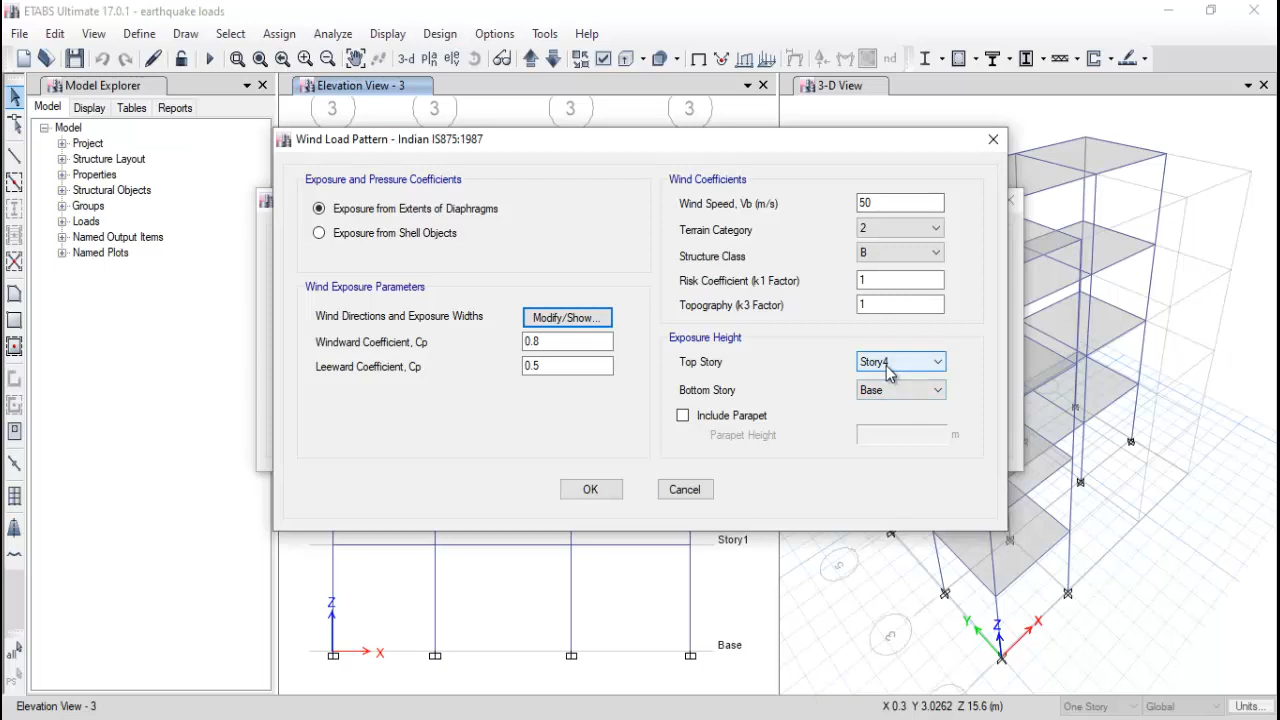 ETABS Ultimate 17.0.1 - earthquake loads
File Edit View Define Draw Select Assign Analyze Display Design Options Tools Help
3-d
nd
Model Explorer
Elevation View - 3
3-D View
Model Display Tables Reports
Model
Project
Structure Layout
Properties
Structural Objects
Groups
Loads
Named Output Items
Named Plots
3 3 3 3
Wind Load Pattern - Indian IS875:1987
Exposure and Pressure Coefficients
Exposure from Extents of Diaphragms
Exposure from Shell Objects
Wind Exposure Parameters
Wind Directions and Exposure Widths
Modify/Show...
Windward Coefficient, Cp
0.8
Leeward Coefficient, Cp
0.5
Wind Coefficients
Wind Speed, Vb (m/s)
50
Terrain Category
2
Structure Class
B
Risk Coefficient (k1 Factor)
1
Topography (k3 Factor)
1
Exposure Height
Top Story
Story4
Bottom Story
Base
Include Parapet
Parapet Height
m
OK
Cancel
Story1
Base
Z
X
Y
Z
X
all
PS
Elevation View - 3
X 0.3 Y 3.0262 Z 15.6 (m)
One Story
Global
Units...